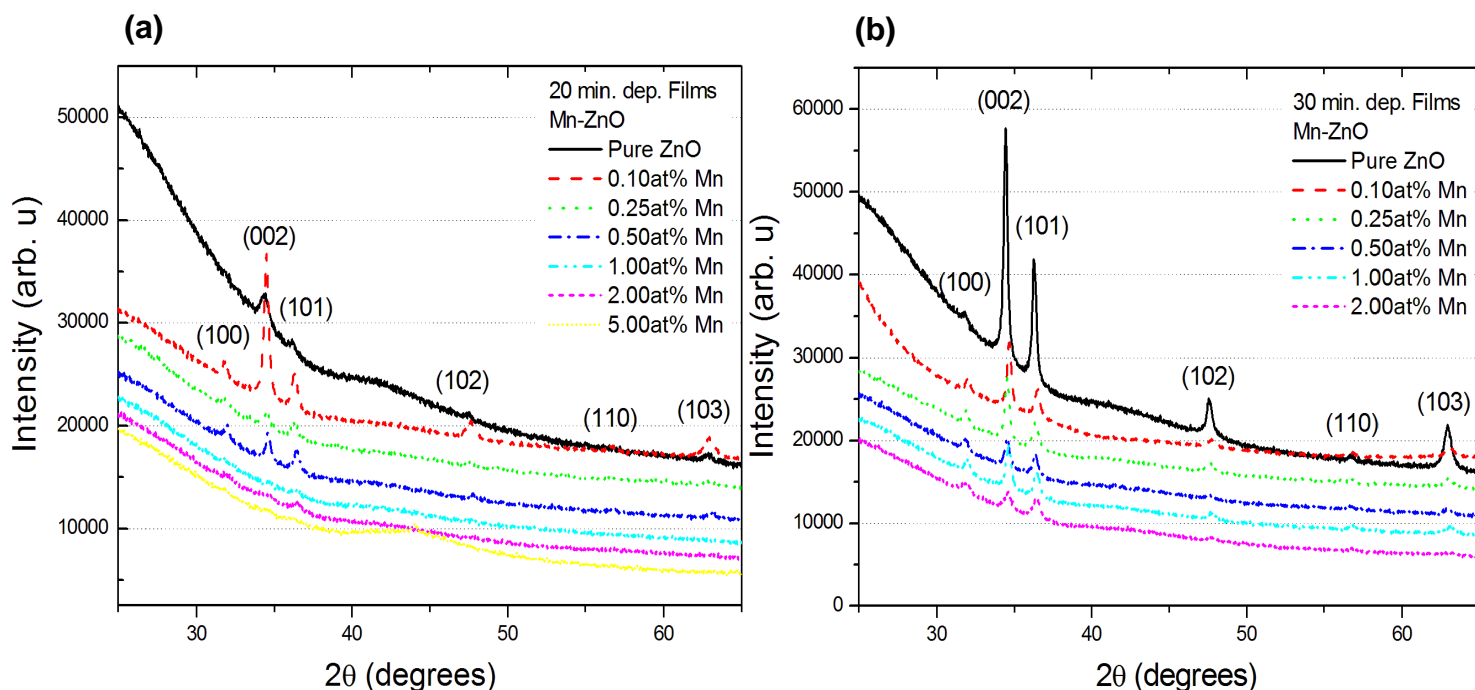 (a)
20 min. dep. Films
Mn-ZnO
Pure ZnO
0.10at% Mn
0.25at% Mn
0.50at% Mn
1.00at% Mn
2.00at% Mn
5.00at% Mn
(100)
(002)
(101)
(102)
(110)
(103)
50000
40000
30000
20000
10000
Intensity (arb. u)
30
40
50
60
2θ (degrees)
(b)
30 min. dep. Films
Mn-ZnO
Pure ZnO
0.10at% Mn
0.25at% Mn
0.50at% Mn
1.00at% Mn
2.00at% Mn
(100)
(002)
(101)
(102)
(110)
(103)
60000
50000
40000
30000
20000
10000
0
Intensity (arb. u)
30
40
50
60
2θ (degrees)